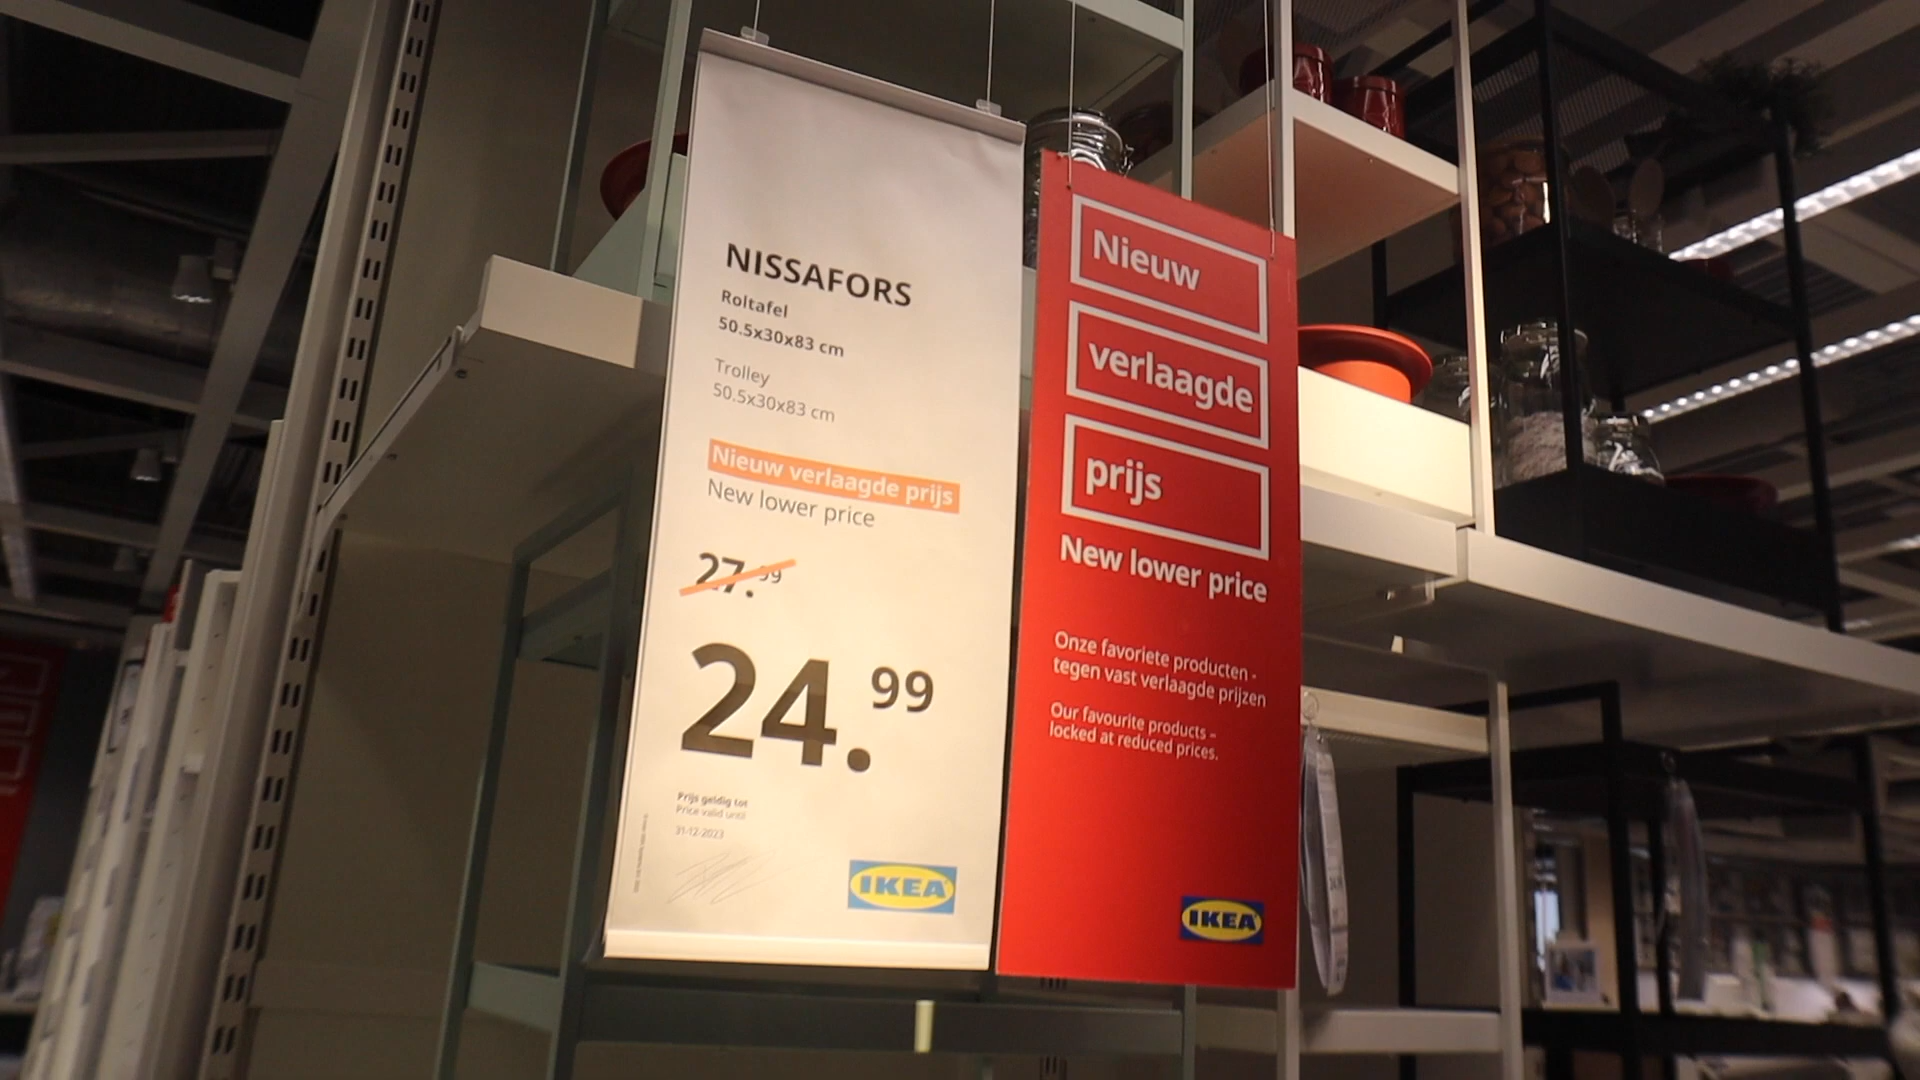 NISSAFORS
Roltafel
50.5x30x83 cm
Trolley
50.5x30x83 cm
Nieuw verlaagde prijs
New lower price
27.99
24.99
Prijs geldig tot
Price valid until
31-12-2023
IKEA
Nieuw
verlaagde
prijs
New lower price
Onze favoriete producten -
tegen vast verlaagde prijzen
Our favourite products –
locked at reduced prices.
IKEA